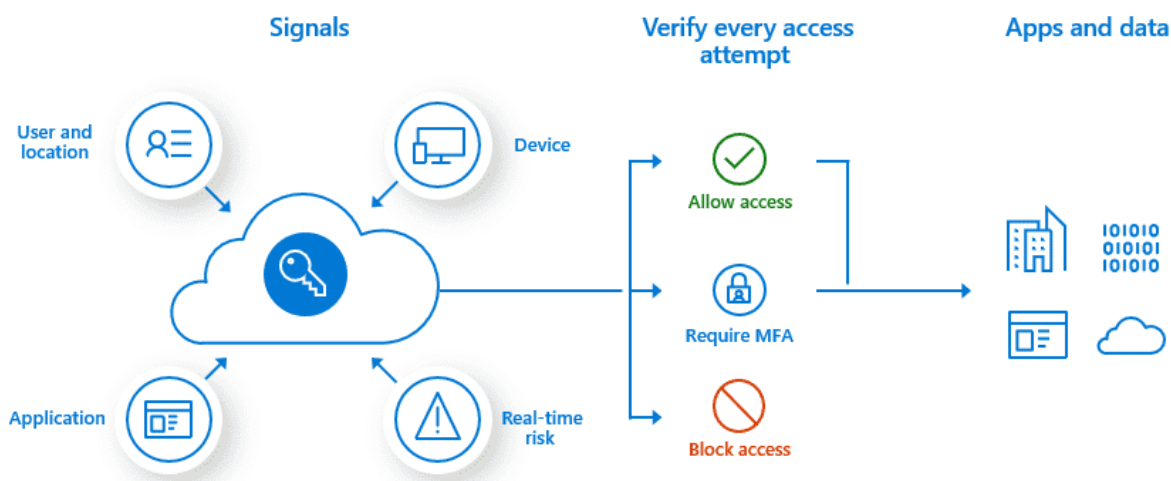 Signals
Verify every access
attempt
Apps and data
User and
location
Device
Allow access
101010
010101
101010
Require MFA
Application
Real-time
risk
Block access